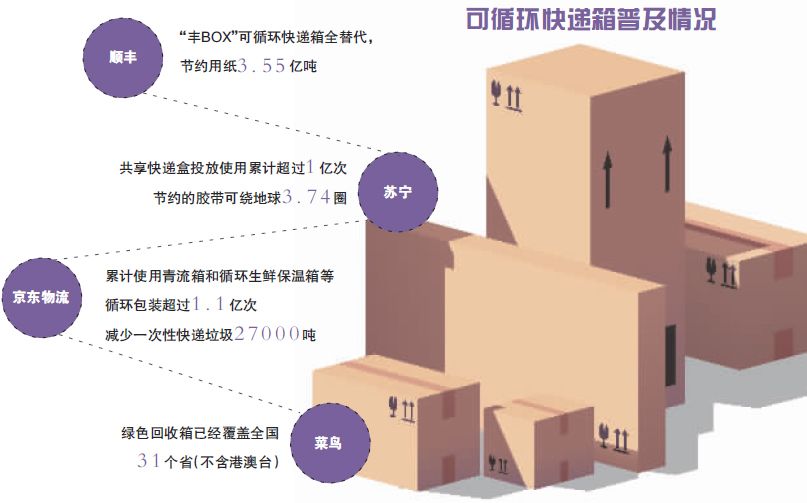 可循环快递箱普及情况
顺丰
“丰BOX”可循环快递箱全替代，
节约用纸3.55亿吨
苏宁
共享快递盒投放使用累计超过1亿次
节约的胶带可绕地球3.74圈
京东物流
累计使用青流箱和循环生鲜保温箱等
循环包装超过1.1亿次
减少一次性快递垃圾27000吨
菜鸟
绿色回收箱已经覆盖全国
31个省(不含港澳台)